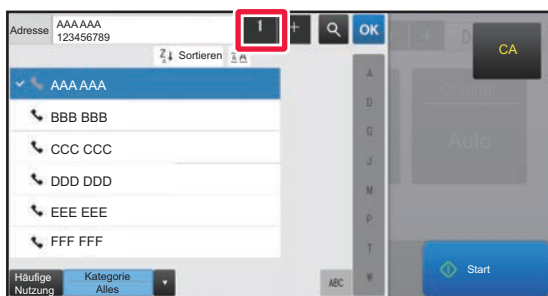 Adresse
AAA AAA
123456789
1
+
OK
CA
Z↓ Sortieren
AAA AAA
BBB BBB
CCC CCC
DDD DDD
EEE EEE
FFF FFF
A
D
G
J
M
P
T
W
Original
Auto
Häufige
Nutzung
Kategorie
Alles
ABC
Start